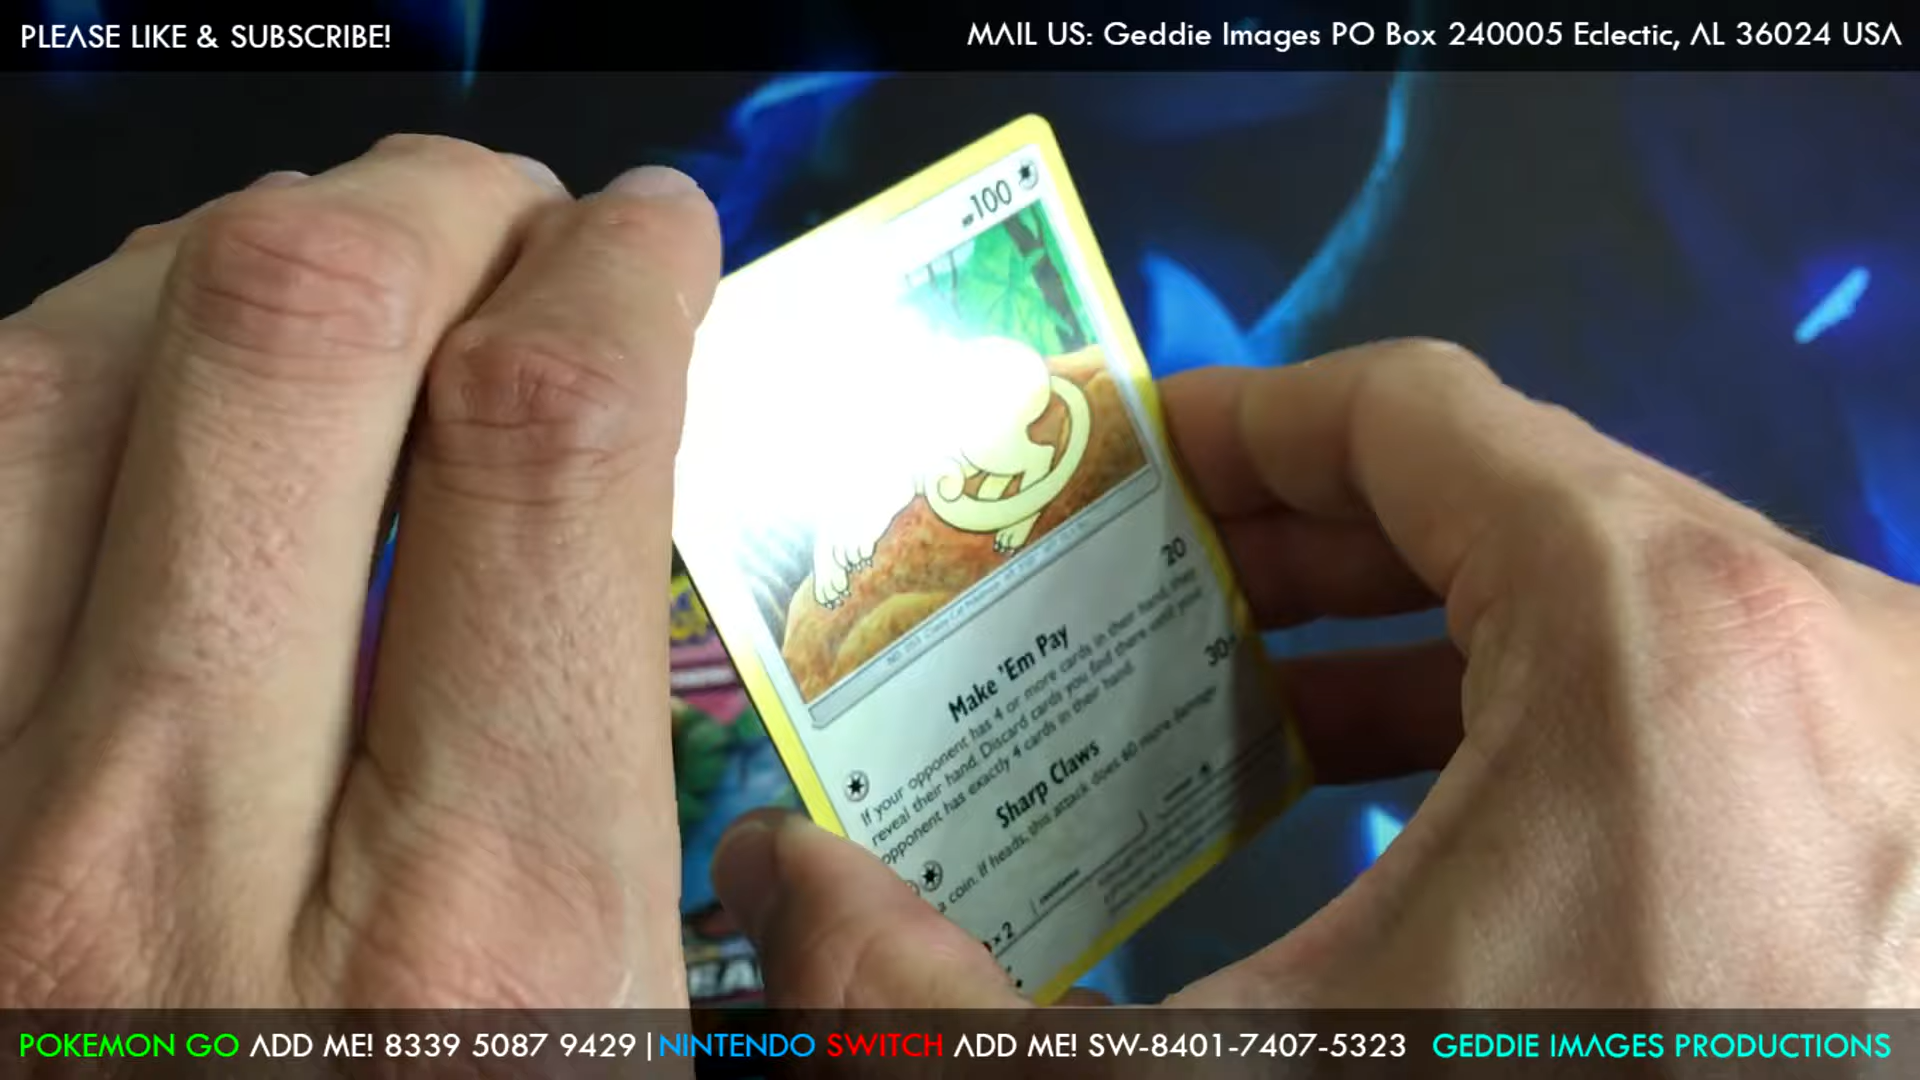 PLEASE LIKE & SUBSCRIBE!
MAIL US: Geddie Images PO Box 240005 Eclectic, AL 36024 USA
HP100
20
Make 'Em Pay
If your opponent has 4 or more cards in their hand, they
reveal their hand. Discard cards you find there until your
opponent has exactly 4 cards in their hand.
30+
Sharp Claws
a coin. If heads, this attack does 60 more damage.
×2
resistance
POKEMON GO ADD ME! 8339 5087 9429 | NINTENDO SWITCH ADD ME! SW-8401-7407-5323 GEDDIE IMAGES PRODUCTIONS